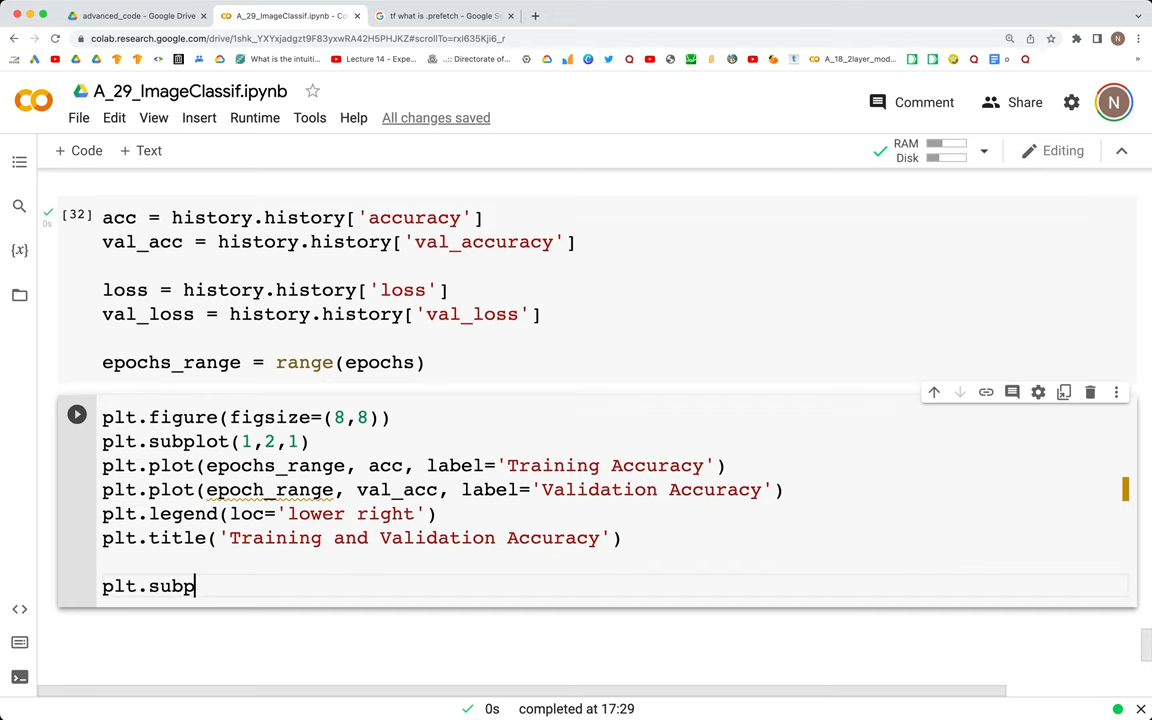 advanced_code - Google Drive
A_29_ImageClassif.ipynb - Co
tf what is .prefetch - Google Se
colab.research.google.com/drive/1shk_YXYxjadgzt9F83yxwRA42H5PHJKZ#scrollTo=rxI635Kji6_r
What is the intuiti...
Lecture 14 - Expe...
..:: Directorate of...
A_18_2layer_mod...
A_29_ImageClassif.ipynb
Comment
Share
N
File Edit View Insert Runtime Tools Help All changes saved
+ Code + Text
RAM
Disk
Editing
[32]
0s
acc = history.history['accuracy']
val_acc = history.history['val_accuracy']
loss = history.history['loss']
val_loss = history.history['val_loss']
epochs_range = range(epochs)
plt.figure(figsize=(8,8))
plt.subplot(1,2,1)
plt.plot(epochs_range, acc, label='Training Accuracy')
plt.plot(epoch_range, val_acc, label='Validation Accuracy')
plt.legend(loc='lower right')
plt.title('Training and Validation Accuracy')
plt.subp
0s completed at 17:29